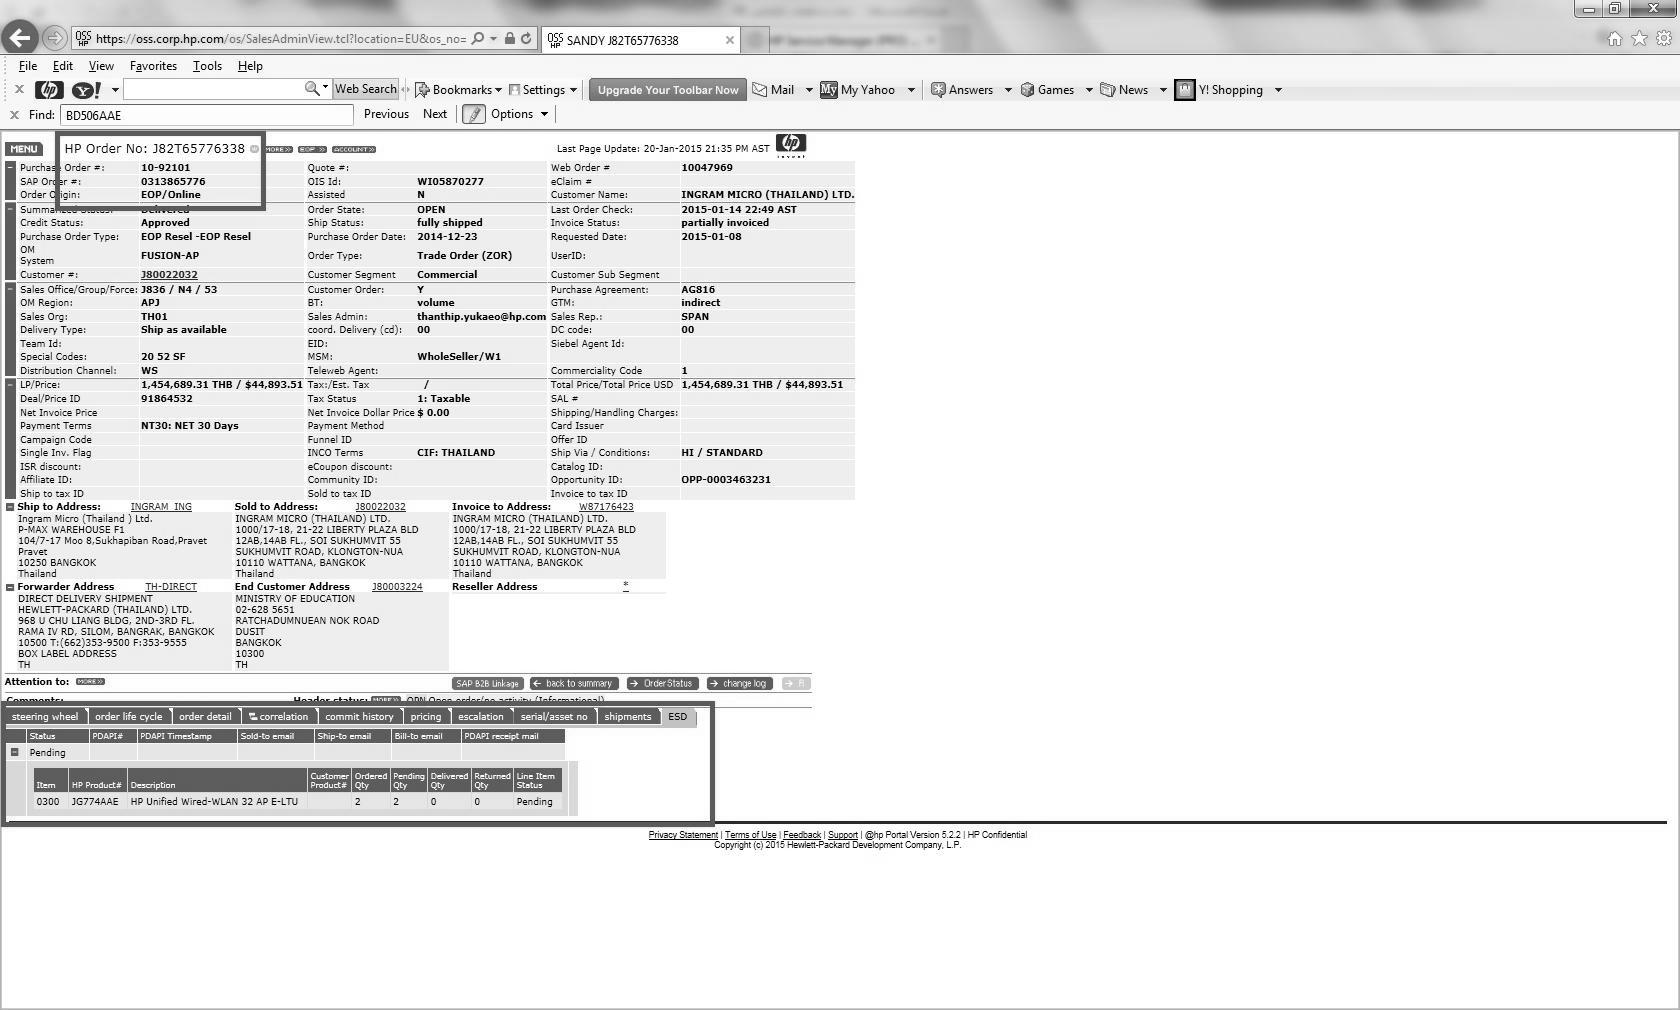 https://oss.corp.hp.com/os/SalesAdminView.tcl?location=EU&os_no= SANDY J82T65776338
File Edit View Favorites Tools Help
Web Search Bookmarks Settings Upgrade Your Toolbar Now Mail My Yahoo Answers Games News Y! Shopping
Find: BD506AAE Previous Next Options
MENU HP Order No: J82T65776338 MORE EOP ACCOUNT Last Page Update: 20-Jan-2015 21:35 PM AST hp invent
Purchase Order #: 10-92101 Quote #: Web Order # 10047969
SAP Order #: 0313865776 OIS Id: WI05870277 eClaim #
Order Origin: EOP/Online Assisted N Customer Name: INGRAM MICRO (THAILAND) LTD.
Summarized Status: Delivered Order State: OPEN Last Order Check: 2015-01-14 22:49 AST
Credit Status: Approved Ship Status: fully shipped Invoice Status: partially invoiced
Purchase Order Type: EOP Resel -EOP Resel Purchase Order Date: 2014-12-23 Requested Date: 2015-01-08
OM System FUSION-AP Order Type: Trade Order (ZOR) UserID:
Customer #: J80022032 Customer Segment Commercial Customer Sub Segment
Sales Office/Group/Force: J836 / N4 / 53 Customer Order: Y Purchase Agreement: AG816
OM Region: APJ BT: volume GTM: indirect
Sales Org: TH01 Sales Admin: thanthip.yukaeo@hp.com Sales Rep.: SPAN
Delivery Type: Ship as available coord. Delivery (cd): 00 DC code: 00
Team Id: EID: Siebel Agent Id:
Special Codes: 20 52 SF MSM: WholeSeller/W1
Distribution Channel: WS Teleweb Agent: Commerciality Code 1
LP/Price: 1,454,689.31 THB / $44,893.51 Tax:/Est. Tax / Total Price/Total Price USD 1,454,689.31 THB / $44,893.51
Deal/Price ID 91864532 Tax Status 1: Taxable SAL #
Net Invoice Price Net Invoice Dollar Price $ 0.00 Shipping/Handling Charges:
Payment Terms NT30: NET 30 Days Payment Method Card Issuer
Campaign Code Funnel ID Offer ID
Single Inv. Flag INCO Terms CIF: THAILAND Ship Via / Conditions: HI / STANDARD
ISR discount: eCoupon discount: Catalog ID:
Affiliate ID: Community ID: Opportunity ID: OPP-0003463231
Ship to tax ID Sold to tax ID Invoice to tax ID
Ship to Address: INGRAM ING Sold to Address: J80022032 Invoice to Address: W87176423
Ingram Micro (Thailand ) Ltd. INGRAM MICRO (THAILAND) LTD. INGRAM MICRO (THAILAND) LTD.
P-MAX WAREHOUSE F1 1000/17-18, 21-22 LIBERTY PLAZA BLD 1000/17-18, 21-22 LIBERTY PLAZA BLD
104/7-17 Moo 8,Sukhapiban Road,Pravet 12AB,14AB FL., SOI SUKHUMVIT 55 12AB,14AB FL., SOI SUKHUMVIT 55
Pravet SUKHUMVIT ROAD, KLONGTON-NUA SUKHUMVIT ROAD, KLONGTON-NUA
10250 BANGKOK 10110 WATTANA, BANGKOK 10110 WATTANA, BANGKOK
Thailand Thailand Thailand
Forwarder Address TH-DIRECT End Customer Address J80003224 Reseller Address *
DIRECT DELIVERY SHIPMENT MINISTRY OF EDUCATION
HEWLETT-PACKARD (THAILAND) LTD. 02-628 5651
968 U CHU LIANG BLDG, 2ND-3RD FL. RATCHADUMNUEAN NOK ROAD
RAMA IV RD, SILOM, BANGRAK, BANGKOK DUSIT
10500 T:(662)353-9500 F:353-9555 BANGKOK
BOX LABEL ADDRESS 10300
TH TH
Attention to: MORE SAP B2B Linkage back to summary OrderStatus change log
Comments: Header status: MORE OPN Open order/no activity (Informational)
steering wheel order life cycle order detail correlation commit history pricing escalation serial/asset no shipments ESD
Status PDAPI# PDAPI Timestamp Sold-to email Ship-to email Bill-to email PDAPI receipt mail
Pending
Item HP Product# Description Customer Product# Ordered Qty Pending Qty Delivered Qty Returned Qty Line Item Status
0300 JG774AAE HP Unified Wired-WLAN 32 AP E-LTU 2 2 0 0 Pending
Privacy Statement | Terms of Use | Feedback | Support | @hp Portal Version 5.2.2 | HP Confidential
Copyright (c) 2015 Hewlett-Packard Development Company, L.P.